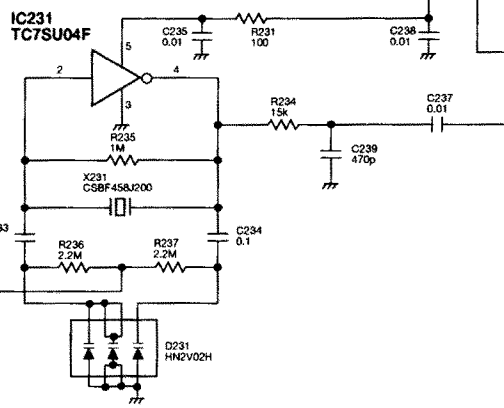 IC231
TC7SU04F
C235
0.01
R231
100
C238
0.01
5
2
4
3
R234
15k
C237
0.01
R235
1M
C239
470p
X231
CSBF458J200
33
C234
0.1
R236
2.2M
R237
2.2M
D231
HN2V02H